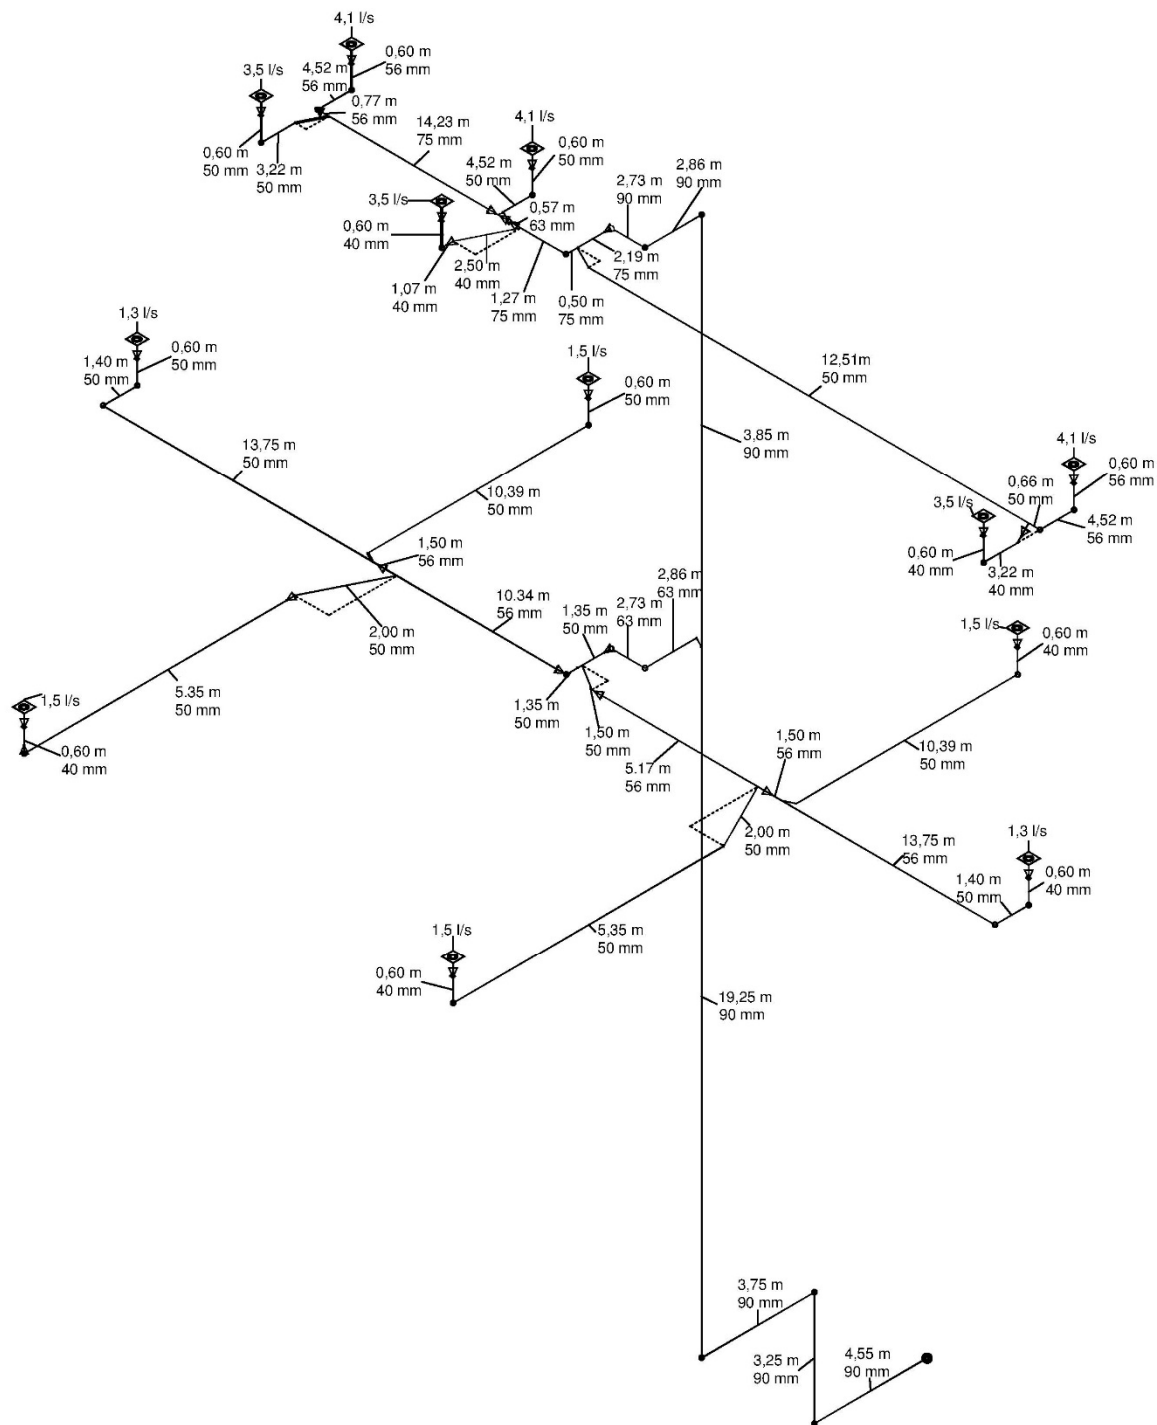 4,1 l/s
0,60 m
56 mm
4,52 m
56 mm
3,5 l/s
0,77 m
56 mm
14,23 m
75 mm
4,1 l/s
0,60 m
50 mm
0,60 m
50 mm
3,22 m
50 mm
4,52 m
50 mm
2,73 m
90 mm
2,86 m
90 mm
3,5 l/s
0,57 m
63 mm
0,60 m
40 mm
2,50 m
40 mm
1,07 m
40 mm
1,27 m
75 mm
0,50 m
75 mm
2,19 m
75 mm
1,3 l/s
0,60 m
50 mm
1,40 m
50 mm
1,5 l/s
0,60 m
50 mm
12,51m
50 mm
3,85 m
90 mm
4,1 l/s
0,60 m
56 mm
0,66 m
50 mm
3,5 l/s
4,52 m
56 mm
0,60 m
40 mm
3,22 m
40 mm
13,75 m
50 mm
10,39 m
50 mm
1,50 m
56 mm
10.34 m
56 mm
1,35 m
50 mm
2,73 m
63 mm
2,86 m
63 mm
2,00 m
50 mm
1,5 l/s
0,60 m
40 mm
5.35 m
50 mm
1,35 m
50 mm
1,50 m
50 mm
5.17 m
56 mm
1,50 m
56 mm
10,39 m
50 mm
1,5 l/s
0,60 m
40 mm
2,00 m
50 mm
13,75 m
56 mm
1,3 l/s
0,60 m
40 mm
1,40 m
50 mm
1,5 l/s
5,35 m
50 mm
0,60 m
40 mm
19,25 m
90 mm
3,75 m
90 mm
3,25 m
90 mm
4,55 m
90 mm